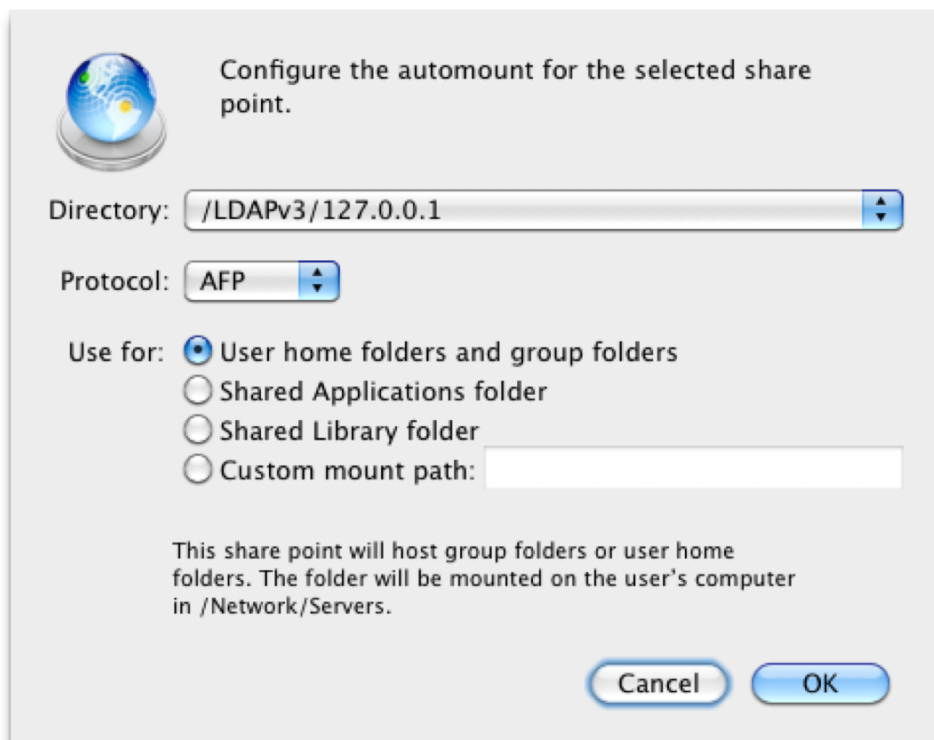 Configure the automount for the selected share
point.
Directory: /LDAPv3/127.0.0.1
Protocol: AFP
Use for: User home folders and group folders
Shared Applications folder
Shared Library folder
Custom mount path:
This share point will host group folders or user home
folders. The folder will be mounted on the user’s computer
in /Network/Servers.
Cancel OK